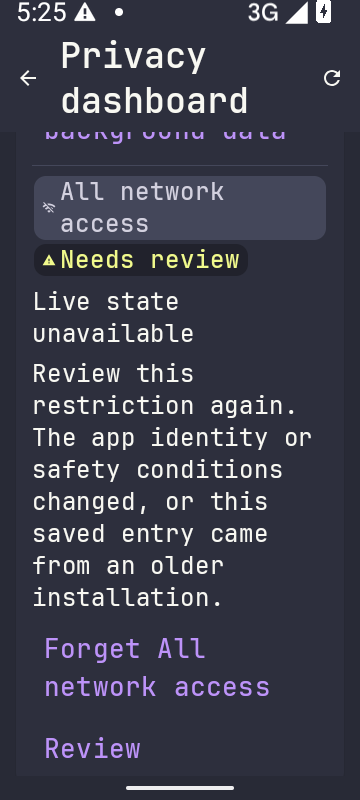 5:25
3G
Privacy
dashboard
background data
All network
access
Needs review
Live state
unavailable
Review this
restriction again.
The app identity or
safety conditions
changed, or this
saved entry came
from an older
installation.
Forget All
network access
Review